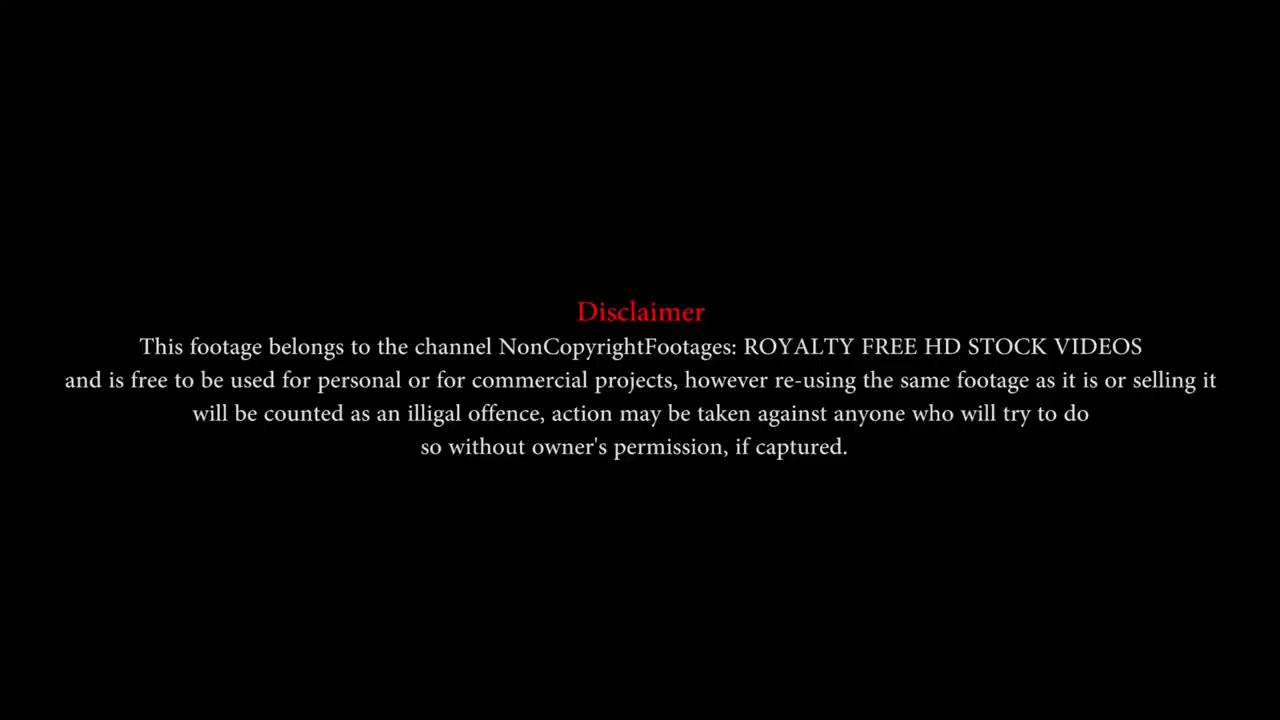 Disclaimer
This footage belongs to the channel NonCopyrightFootages: ROYALTY FREE HD STOCK VIDEOS
and is free to be used for personal or for commercial projects, however re-using the same footage as it is or selling it
will be counted as an illigal offence, action may be taken against anyone who will try to do
so without owner's permission, if captured.